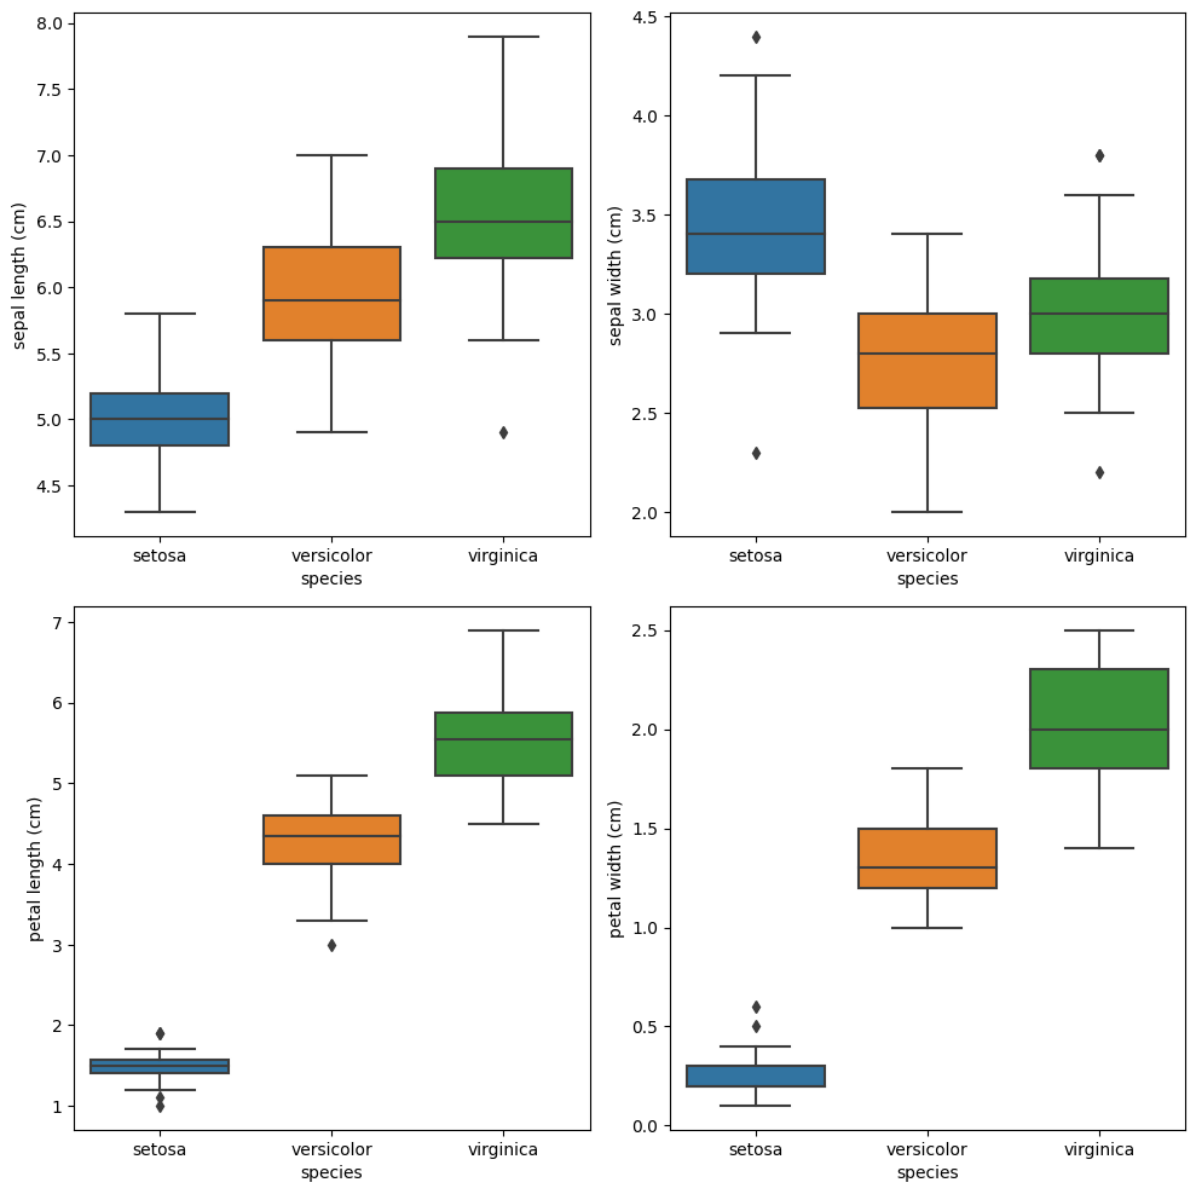 8.0
7.5
7.0
6.5
6.0
5.5
5.0
4.5
sepal length (cm)
setosa versicolor virginica
species
4.5
4.0
3.5
3.0
2.5
2.0
sepal width (cm)
setosa versicolor virginica
species
7
6
5
4
3
2
1
petal length (cm)
setosa versicolor virginica
species
2.5
2.0
1.5
1.0
0.5
0.0
petal width (cm)
setosa versicolor virginica
species